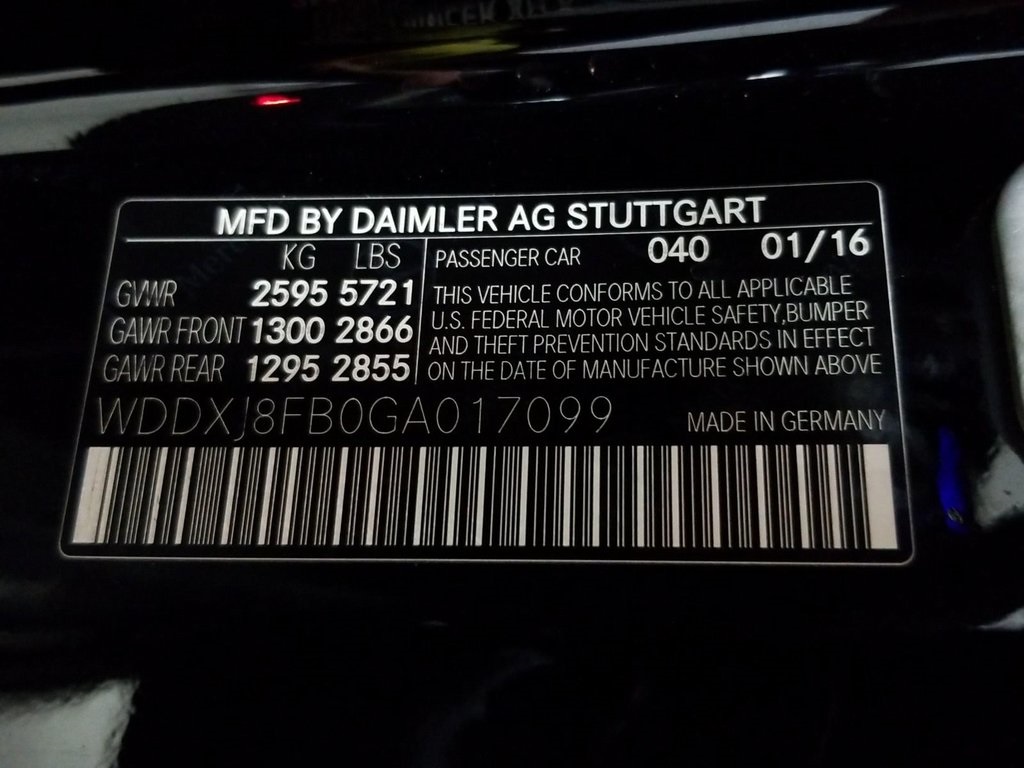 MFD BY DAIMLER AG STUTTGART
KG LBS
GVWR 2595 5721
GAWR FRONT 1300 2866
GAWR REAR 1295 2855
PASSENGER CAR 040 01/16
THIS VEHICLE CONFORMS TO ALL APPLICABLE
U.S. FEDERAL MOTOR VEHICLE SAFETY, BUMPER
AND THEFT PREVENTION STANDARDS IN EFFECT
ON THE DATE OF MANUFACTURE SHOWN ABOVE
WDDXJ8FB0GA017099
MADE IN GERMANY